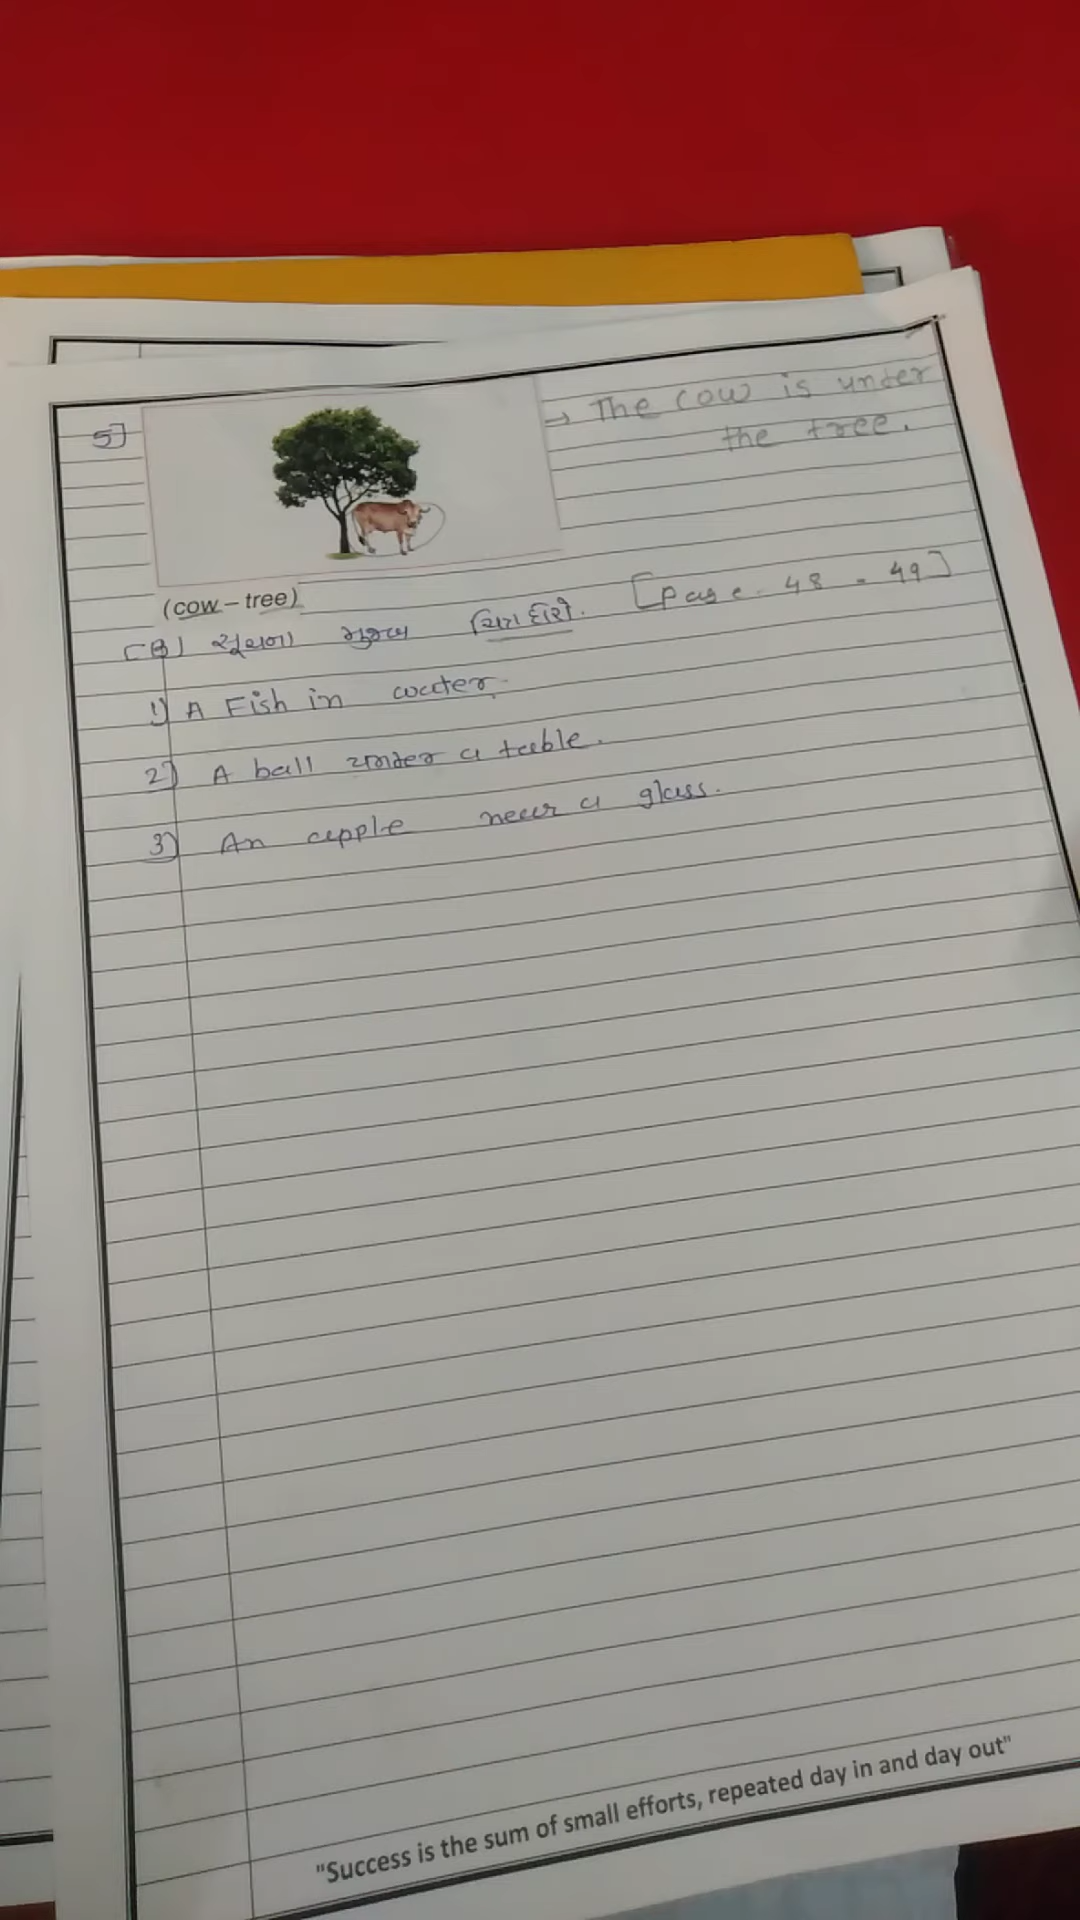 5] → The cow is under
the tree.
(cow – tree)
[B] સૂચના મુજબ ચિત્ર દોરો. [Page - 48 - 49]
1) A Fish in water.
2) A ball under a table.
3) An apple near a glass.
"Success is the sum of small efforts, repeated day in and day out"